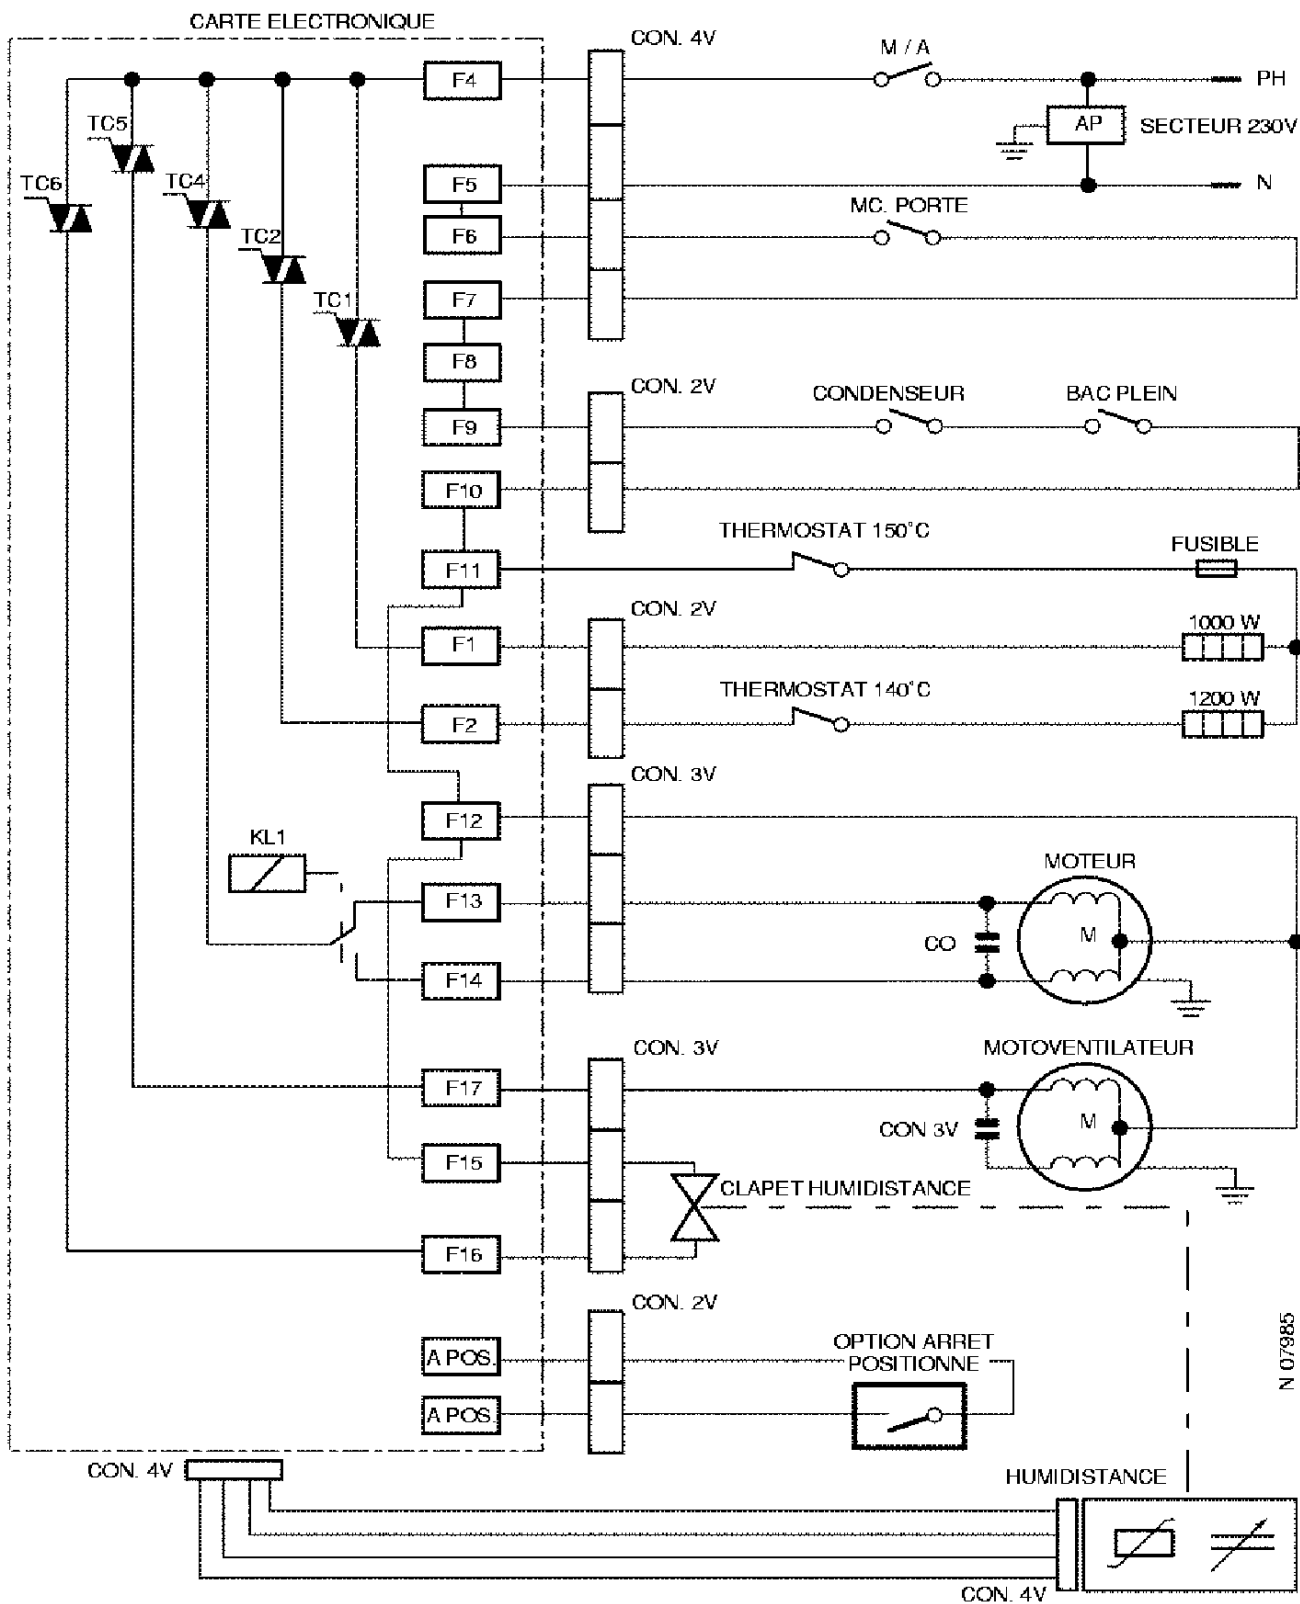 CARTE ELECTRONIQUE
CON. 4V
M / A
F4
PH
TC5
AP
SECTEUR 230V
TC6
TC4
F5
N
MC. PORTE
TC2
F6
TC1
F7
F8
CON. 2V
CONDENSEUR
BAC PLEIN
F9
F10
THERMOSTAT 150°C
FUSIBLE
F11
CON. 2V
1000 W
F1
THERMOSTAT 140°C
1200 W
F2
CON. 3V
F12
KL1
MOTEUR
F13
CO
M
F14
CON. 3V
MOTOVENTILATEUR
F17
CON 3V
M
F15
CLAPET HUMIDISTANCE
F16
CON. 2V
OPTION ARRET
POSITIONNE
A POS.
A POS.
N 07985
CON. 4V
HUMIDISTANCE
CON. 4V